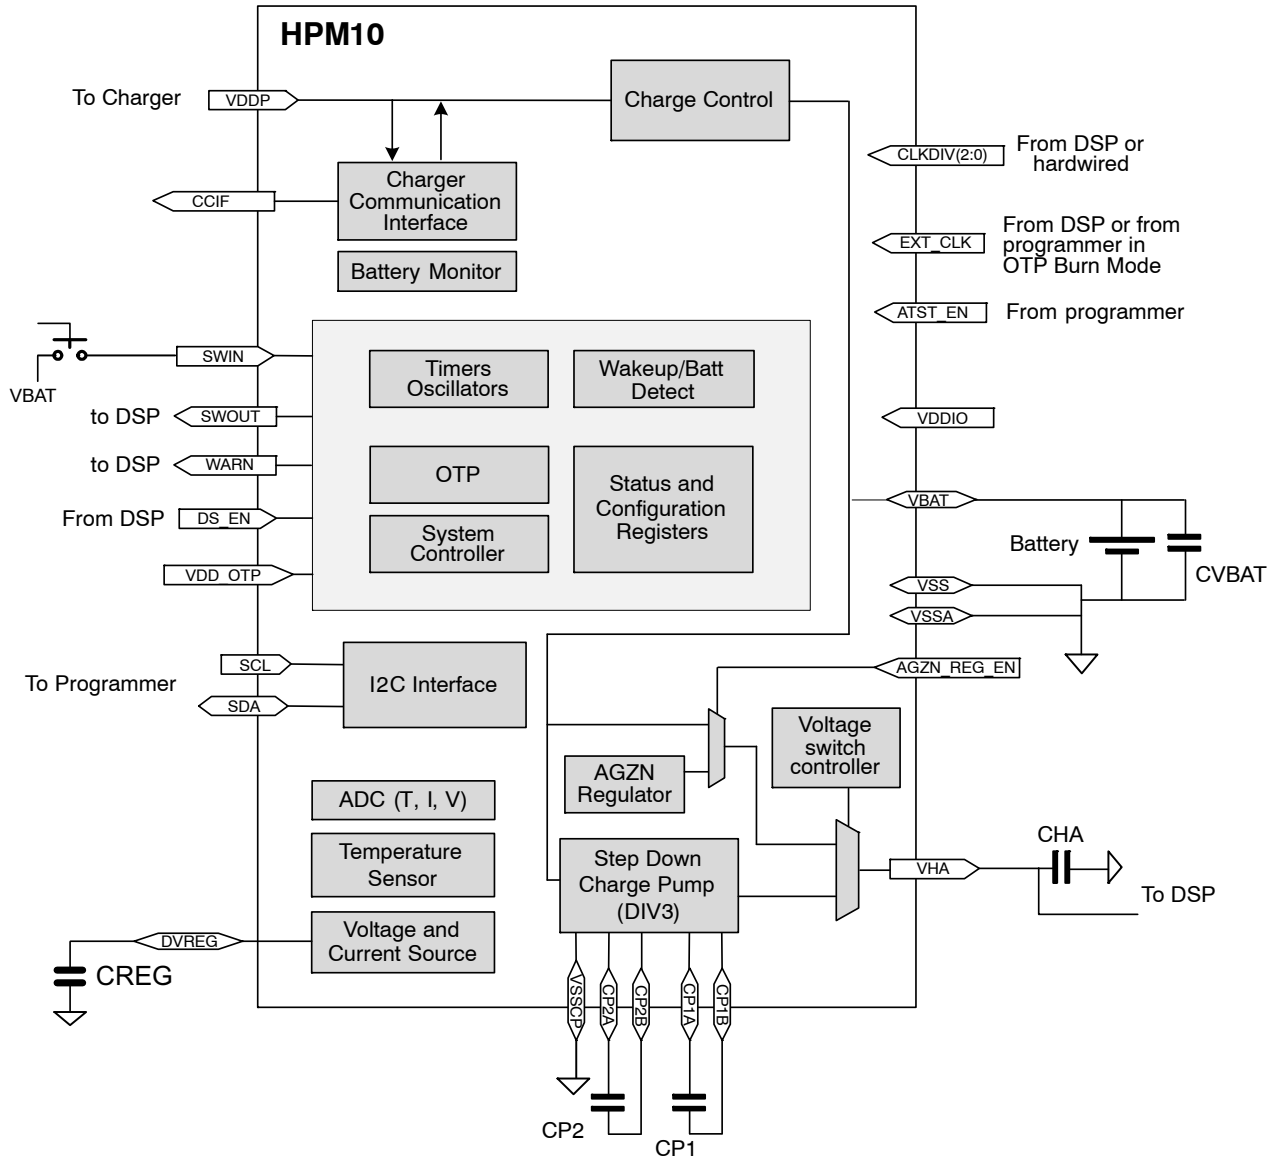 HPM10
To Charger
VDDP
Charge Control
CLKDIV(2:0)
From DSP or
hardwired
Charger
Communication
Interface
CCIF
EXT_CLK
From DSP or from
programmer in
OTP Burn Mode
Battery Monitor
ATST_EN
From programmer
VBAT
SWIN
Timers
Oscillators
Wakeup/Batt
Detect
to DSP
SWOUT
VDDIO
to DSP
WARN
OTP
Status and
Configuration
Registers
VBAT
From DSP
DS_EN
System
Controller
Battery
CVBAT
VDD_OTP
VSS
VSSA
SCL
To Programmer
SDA
I2C Interface
AGZN_REG_EN
Voltage
switch
controller
AGZN
Regulator
ADC (T, I, V)
Temperature
Sensor
Step Down
Charge Pump
(DIV3)
VHA
CHA
To DSP
Voltage and
Current Source
DVREG
CREG
VSSCP
CP2A
CP2B
CP1A
CP1B
CP2
CP1